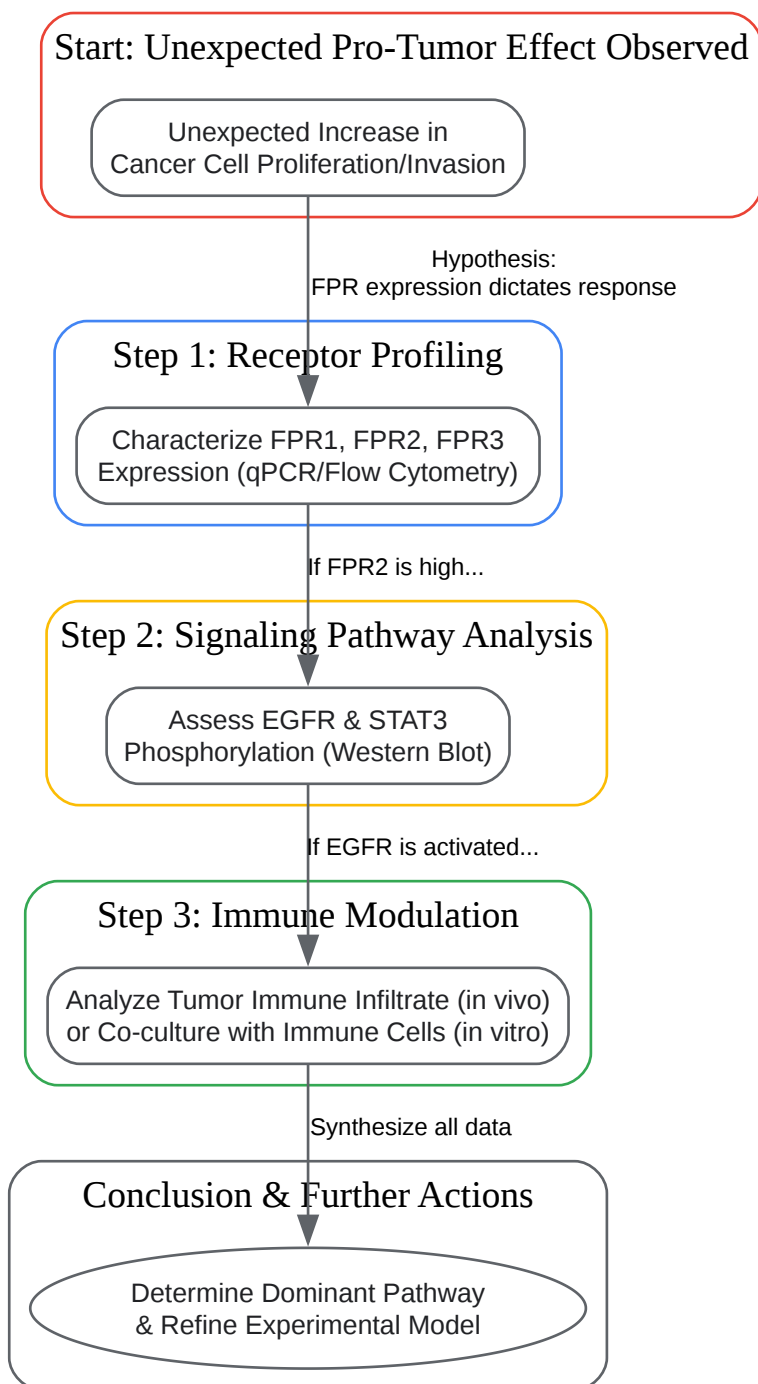 Start: Unexpected Pro-Tumor Effect Observed
Unexpected Increase in
Cancer Cell Proliferation/Invasion
Hypothesis:
FPR expression dictates response
Step 1: Receptor Profiling
Characterize FPR1, FPR2, FPR3
Expression (qPCR/Flow Cytometry)
If FPR2 is high...
Step 2: Signaling Pathway Analysis
Assess EGFR & STAT3
Phosphorylation (Western Blot)
If EGFR is activated...
Step 3: Immune Modulation
Analyze Tumor Immune Infiltrate (in vivo)
or Co-culture with Immune Cells (in vitro)
Synthesize all data
Conclusion & Further Actions
Determine Dominant Pathway
& Refine Experimental Model